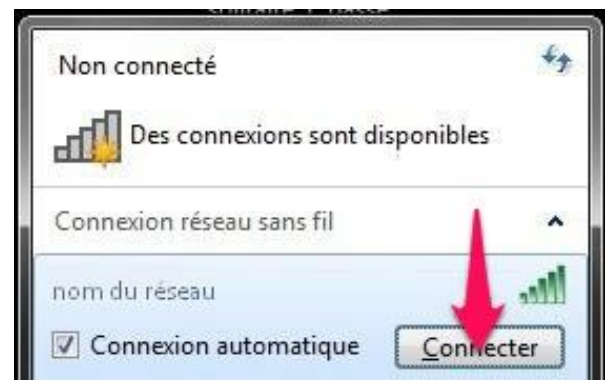 Non connecté
Des connexions sont disponibles
Connexion réseau sans fil
nom du réseau
Connexion automatique
Connecter